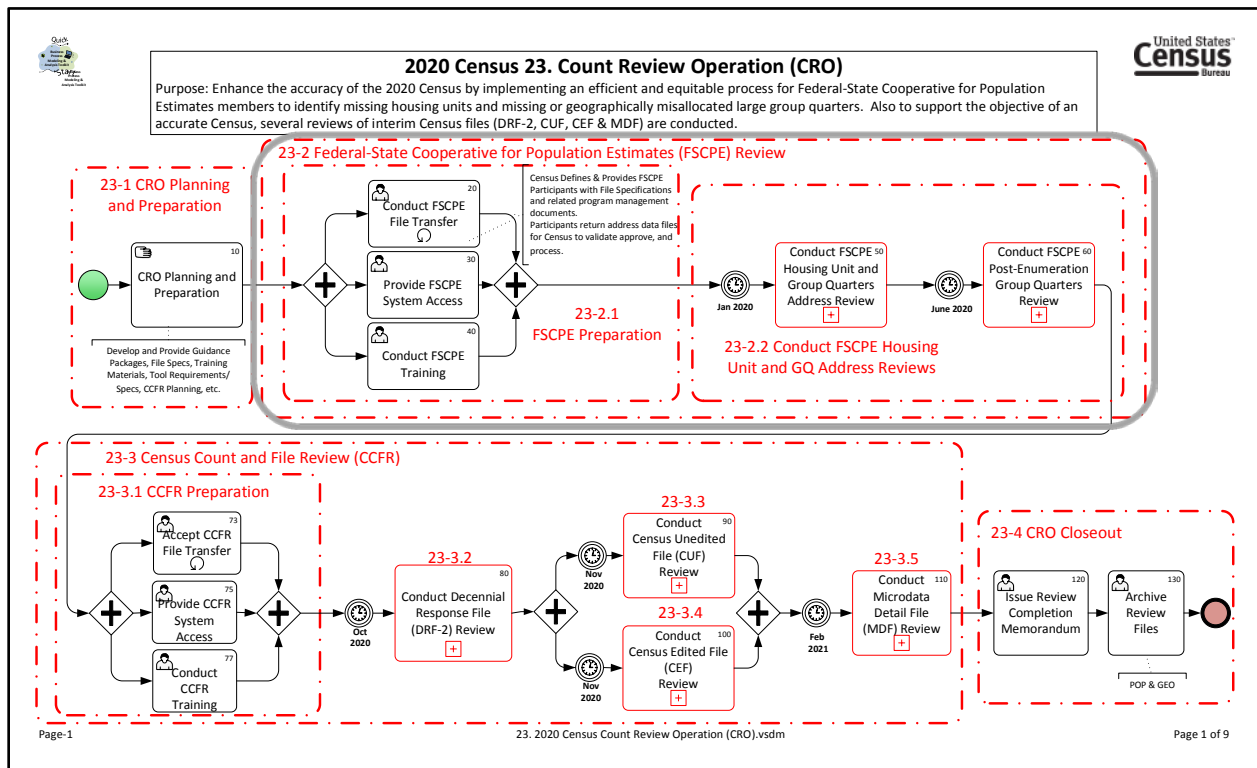 Quick
Business
Process
Modeling &
Analysis Toolkit
Start
Process
Modeling &
Analysis Toolkit
United States™
Census
Bureau
2020 Census 23. Count Review Operation (CRO)
Purpose: Enhance the accuracy of the 2020 Census by implementing an efficient and equitable process for Federal-State Cooperative for Population
Estimates members to identify missing housing units and missing or geographically misallocated large group quarters.  Also to support the objective of an
accurate Census, several reviews of interim Census files (DRF-2, CUF, CEF & MDF) are conducted.
23-1 CRO Planning
and Preparation
10
CRO Planning and
Preparation
Develop and Provide Guidance
Packages, File Specs, Training
Materials, Tool Requirements/
Specs, CCFR Planning, etc.
23-2 Federal-State Cooperative for Population Estimates (FSCPE) Review
20
Conduct FSCPE
File Transfer
30
Provide FSCPE
System Access
40
Conduct FSCPE
Training
Census Defines & Provides FSCPE
Participants with File Specifications
and related program management
documents.
Participants return address data files
for Census to validate approve, and
process.
23-2.1
FSCPE Preparation
Jan 2020
Conduct FSCPE 50
Housing Unit and
Group Quarters
Address Review
June 2020
Conduct FSCPE 60
Post-Enumeration
Group Quarters
Review
23-2.2 Conduct FSCPE Housing
Unit and GQ Address Reviews
23-3 Census Count and File Review (CCFR)
23-3.1 CCFR Preparation
73
Accept CCFR
File Transfer
75
Provide CCFR
System
Access
77
Conduct
CCFR
Training
Oct
2020
23-3.2
80
Conduct Decennial
Response File
(DRF-2) Review
Nov
2020
23-3.3
90
Conduct
Census Unedited
File (CUF)
Review
Nov
2020
23-3.4
100
Conduct
Census Edited File
(CEF)
Review
Feb
2021
23-3.5
110
Conduct
Microdata
Detail File
(MDF) Review
23-4 CRO Closeout
120
Issue Review
Completion
Memorandum
130
Archive
Review
Files
POP & GEO
Page-1
23. 2020 Census Count Review Operation (CRO).vsdm
Page 1 of 9